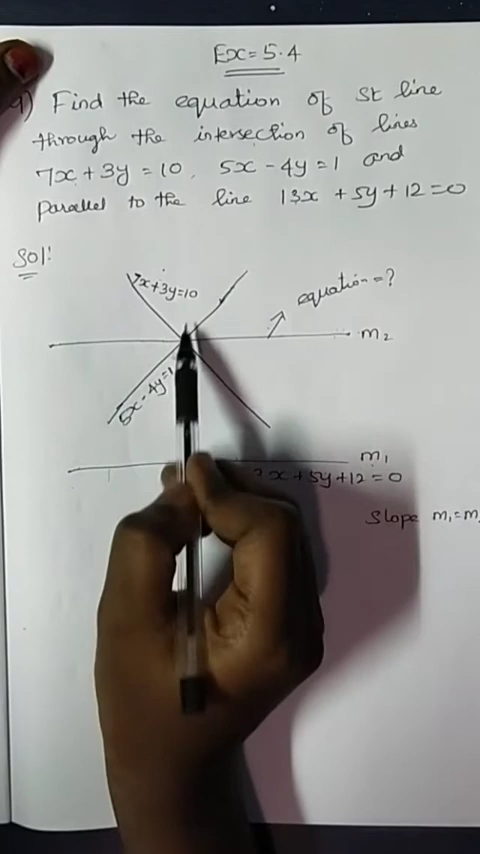 Ex = 5.4
9) Find the equation of St line
through the intersection of lines
7x + 3y = 10, 5x - 4y = 1 and
Parallel to the line 13x + 5y + 12 = 0
Sol:
7x + 3y = 10
equation = ?
m₂
5x - 4y = 1
m₁
x + 5y + 12 = 0
Slope m₁ = m